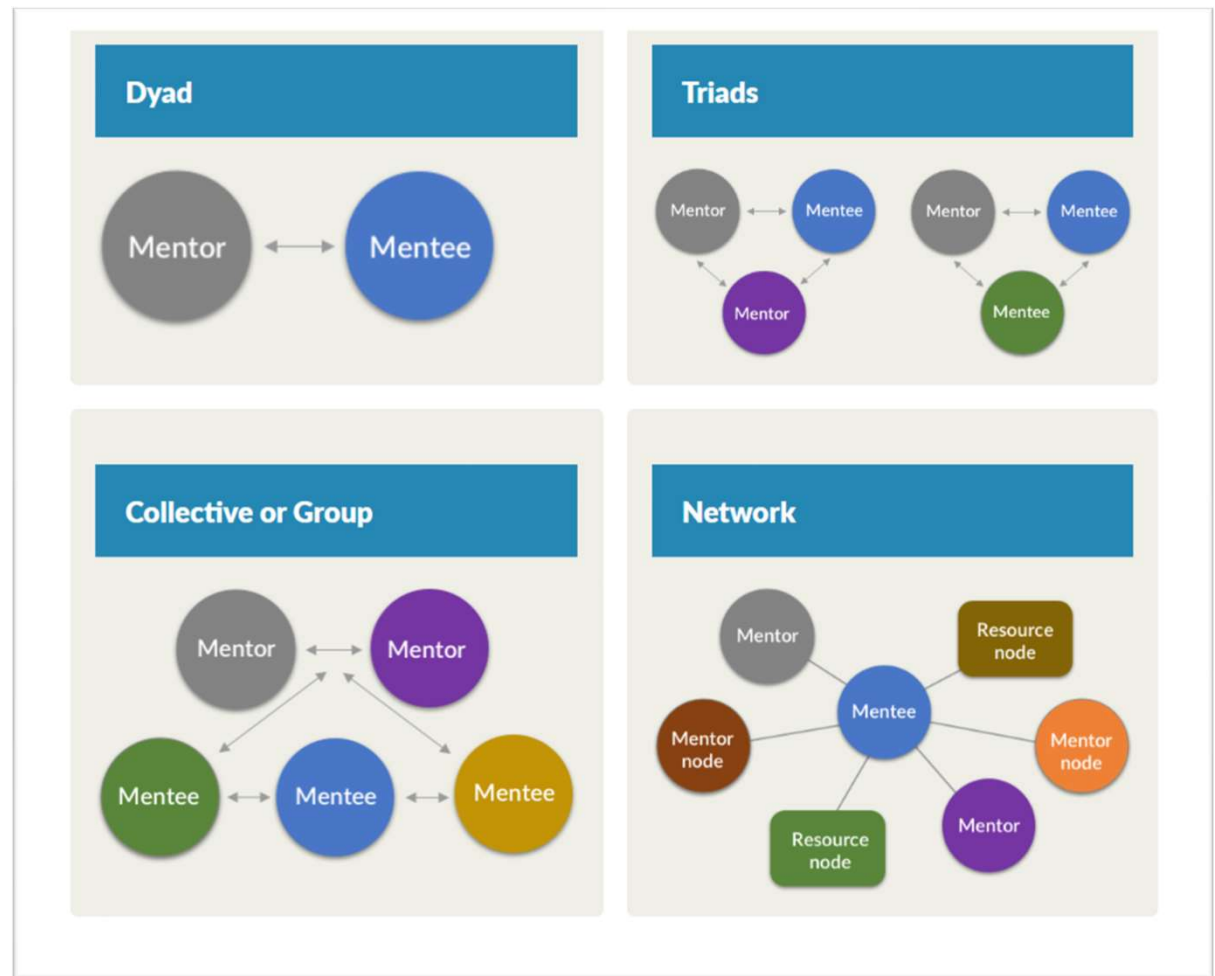 Dyad
Mentor
Mentee
Triads
Mentor
Mentee
Mentor
Mentor
Mentee
Mentee
Collective or Group
Mentor
Mentor
Mentee
Mentee
Mentee
Network
Mentor
Resource
node
Mentee
Mentor
node
Mentor
node
Mentor
Resource
node